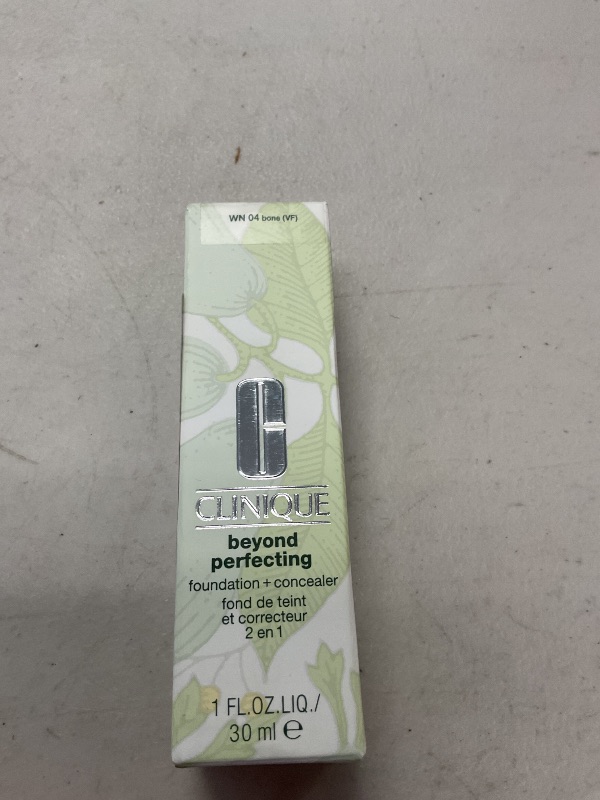 WN 04 bone (VF)
CLINIQUE
beyond
perfecting
foundation + concealer
fond de teint
et correcteur
2 en 1
1 FL.OZ.LIQ./
30 ml ℮